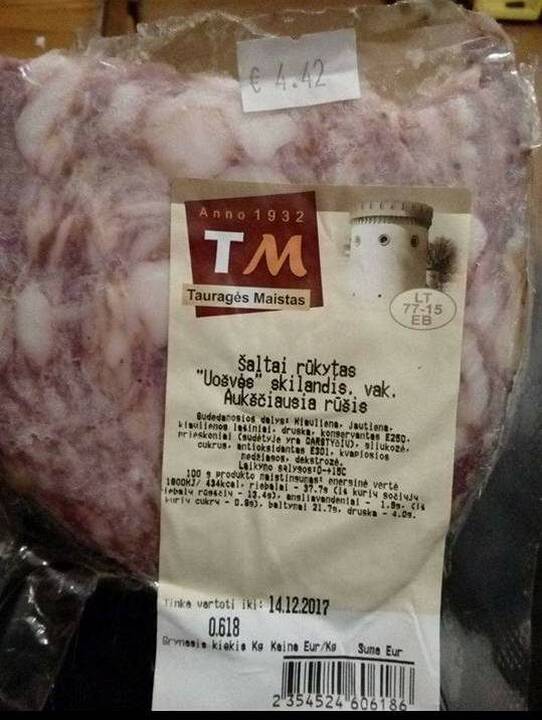 € 4.42
Anno 1932
TM
Tauragės Maistas
LT
77-15
EB
Šaltai rūkytas
"Uošvės" skilandis, vak.
Aukščiausia rūšis
Sudedamosios dalys: Kiauliena, jautiena,
kiaulienos lašiniai, druska, konservantas E250,
prieskoniai (sudėtyje yra GARSTYČIŲ), gliukozė,
cukrus, antioksidantas E301, kvapiosios
medžiagos, dekstrozė.
Laikymo sąlygos:0-+15C
100 g produkto maistingumas: energinė vertė
1800KJ/ 434kcal, riebalai - 37.7g (iš kurių sočiųjų
riebalų rūgščių - 13.4g), angliavandeniai - 1.9g, (iš
kurių cukrų - 0.9g), baltymai 21.7g, druska - 4.0g.
Tinka vartoti iki: 14.12.2017
0.618
Grynasis kiekis Kg Kaina Eur/Kg Suma Eur
2 354524 606186